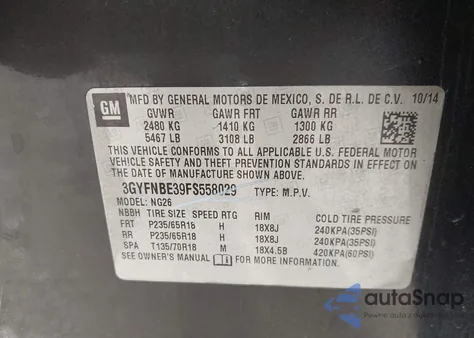 GM MFD BY GENERAL MOTORS DE MEXICO, S. DE R.L. DE C.V. 10/14
GVWR GAWR FRT GAWR RR
2480 KG 1410 KG 1300 KG
5467 LB 3108 LB 2866 LB
THIS VEHICLE CONFORMS TO ALL APPLICABLE U.S. FEDERAL MOTOR
VEHICLE SAFETY AND THEFT PREVENTION STANDARDS IN EFFECT ON
THE DATE OF MANUFACTURE SHOWN ABOVE.
3GYFNBE39FS558029 TYPE: M.P.V.
MODEL: NG26
NBBH TIRE SIZE SPEED RTG RIM COLD TIRE PRESSURE
FRT P235/65R18 H 18X8J 240KPA(35PSI)
RR P235/65R18 H 18X8J 240KPA(35PSI)
SPA T135/70R18 M 18X4.5B 420KPA(60PSI)
SEE OWNER'S MANUAL FOR MORE INFORMATION
autoSnap
Pewne auto z USA